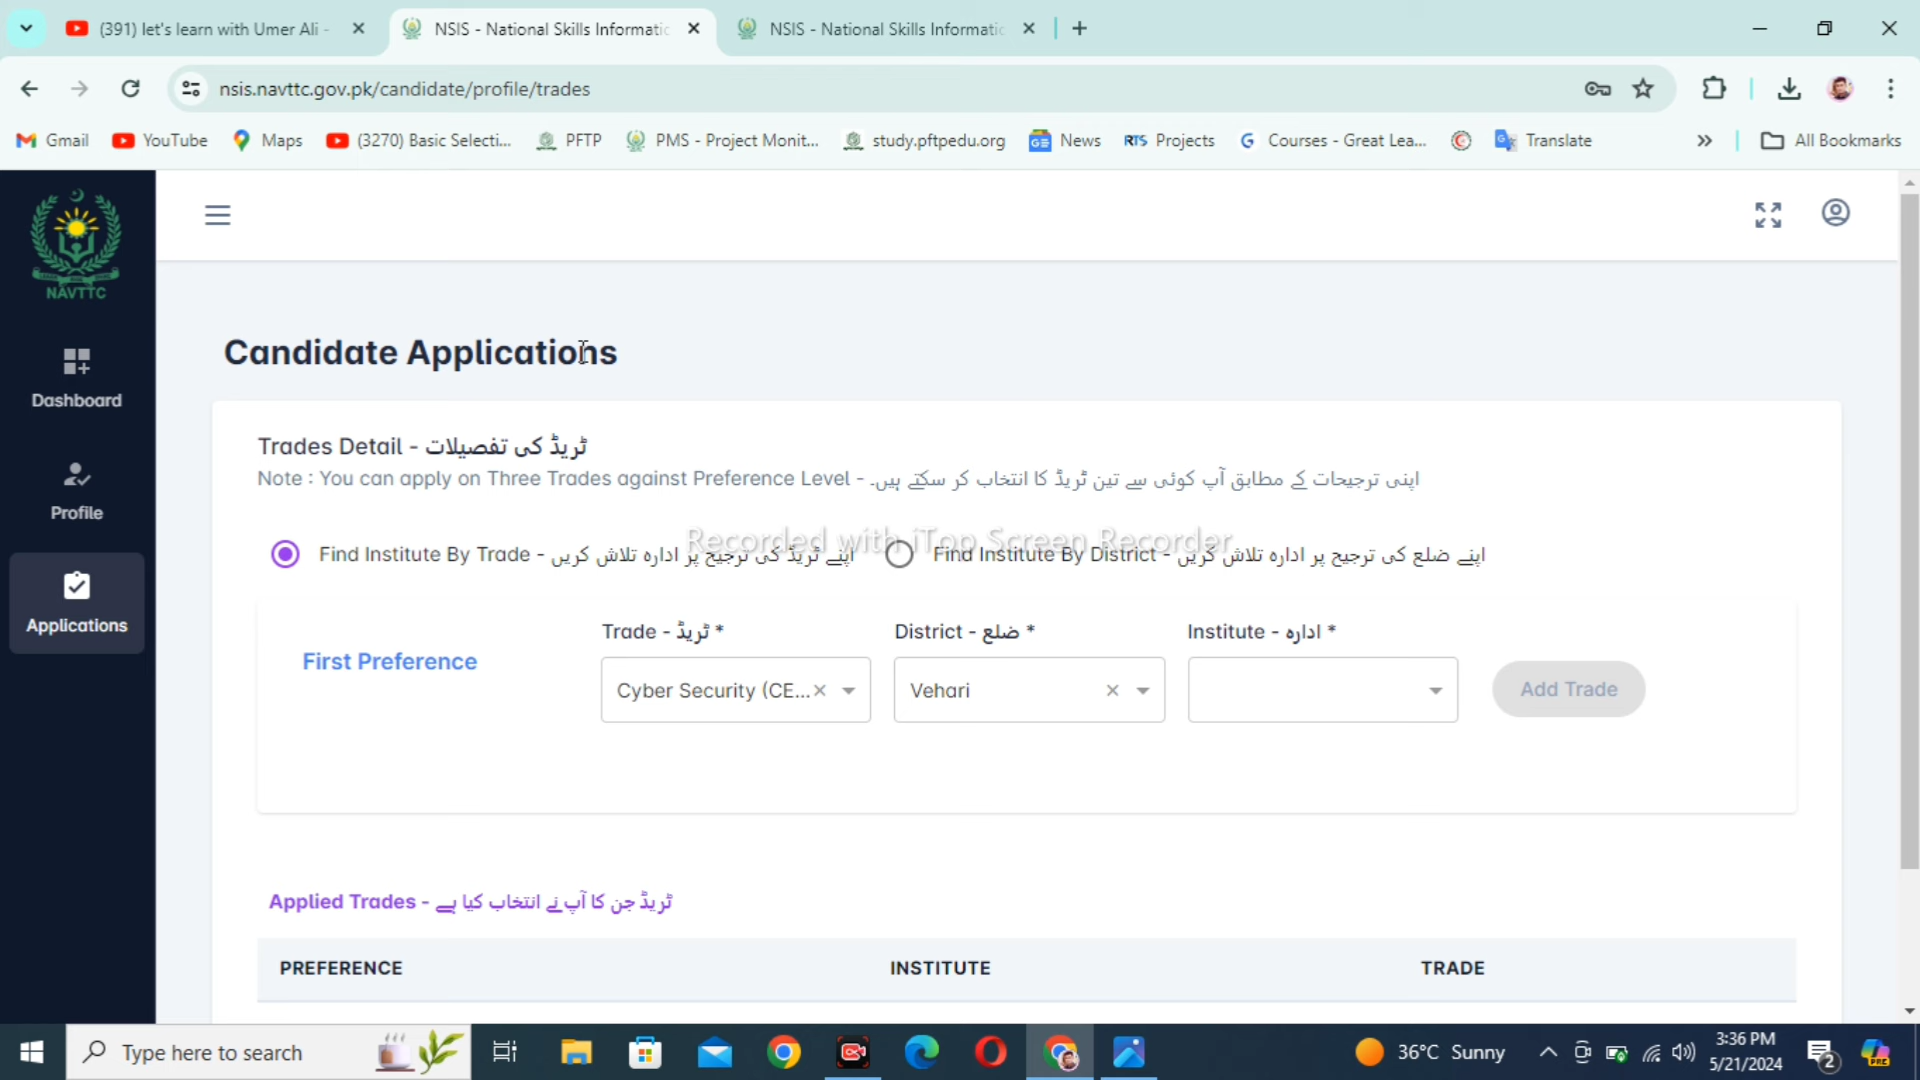 (391) let's learn with Umer Ali -
NSIS - National Skills Informatic
NSIS - National Skills Informatic
nsis.navttc.gov.pk/candidate/profile/trades
Gmail YouTube Maps (3270) Basic Selecti... PFTP PMS - Project Monit... study.pftpedu.org News RTS Projects Courses - Great Lea... Translate All Bookmarks
NAVTTC
Dashboard
Profile
Applications
Candidate Applications
Trades Detail - ٹریڈ کی تفصیلات
Note : You can apply on Three Trades against Preference Level - اپنی ترجیحات کے مطابق آپ کوئی سے تین ٹریڈ کا انتخاب کر سکتے ہیں۔
Recorded with iTop Screen Recorder
Find Institute By Trade - اپنے ٹریڈ کی ترجیح پر ادارہ تلاش کریں
Find Institute By District - اپنے ضلع کی ترجیح پر ادارہ تلاش کریں
First Preference
Trade - ٹریڈ *
District - ضلع *
Institute - ادارہ *
Cyber Security (CE...
Vehari
Add Trade
Applied Trades - ٹریڈ جن کا آپ نے انتخاب کیا ہے
PREFERENCE INSTITUTE TRADE
Type here to search
36°C Sunny
3:36 PM
5/21/2024
2
PRE